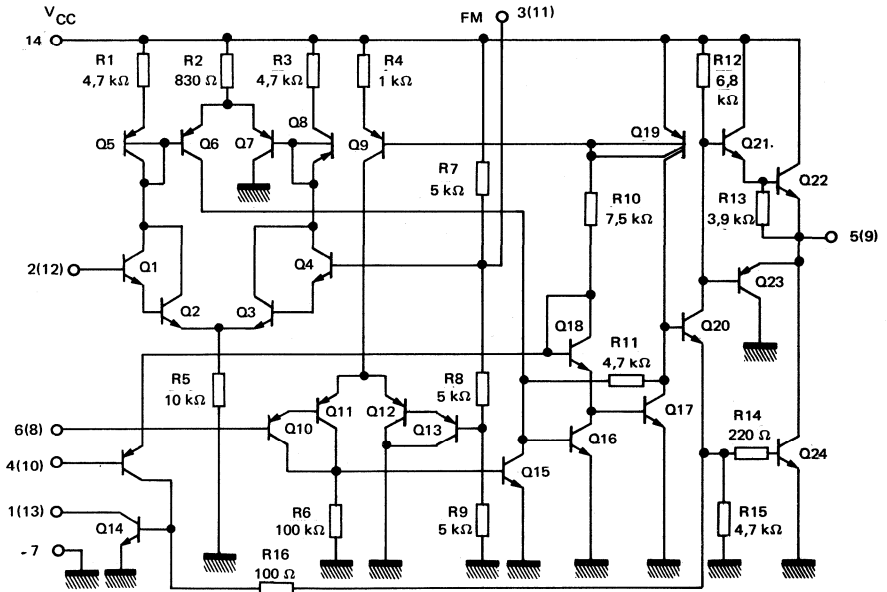 V CC
FM
3(11)
14
R1
4,7 kΩ
R2
830 Ω
R3
4,7 kΩ
R4
1 kΩ
R12
6,8
kΩ
Q5
Q6
Q7
Q8
Q9
Q19
Q21.
Q22
R7
5 kΩ
R10
7,5 kΩ
R13
3,9 kΩ
5(9)
2(12)
Q1
Q2
Q3
Q4
Q23
Q18
Q20
R11
4,7 kΩ
R5
10 kΩ
R8
5 kΩ
Q11
Q12
Q13
Q17
6(8)
Q10
Q16
R14
220 Ω
4(10)
Q15
Q24
1(13)
Q14
R6
100 kΩ
R9
5 kΩ
R15
4,7 kΩ
- 7
R16
100 Ω